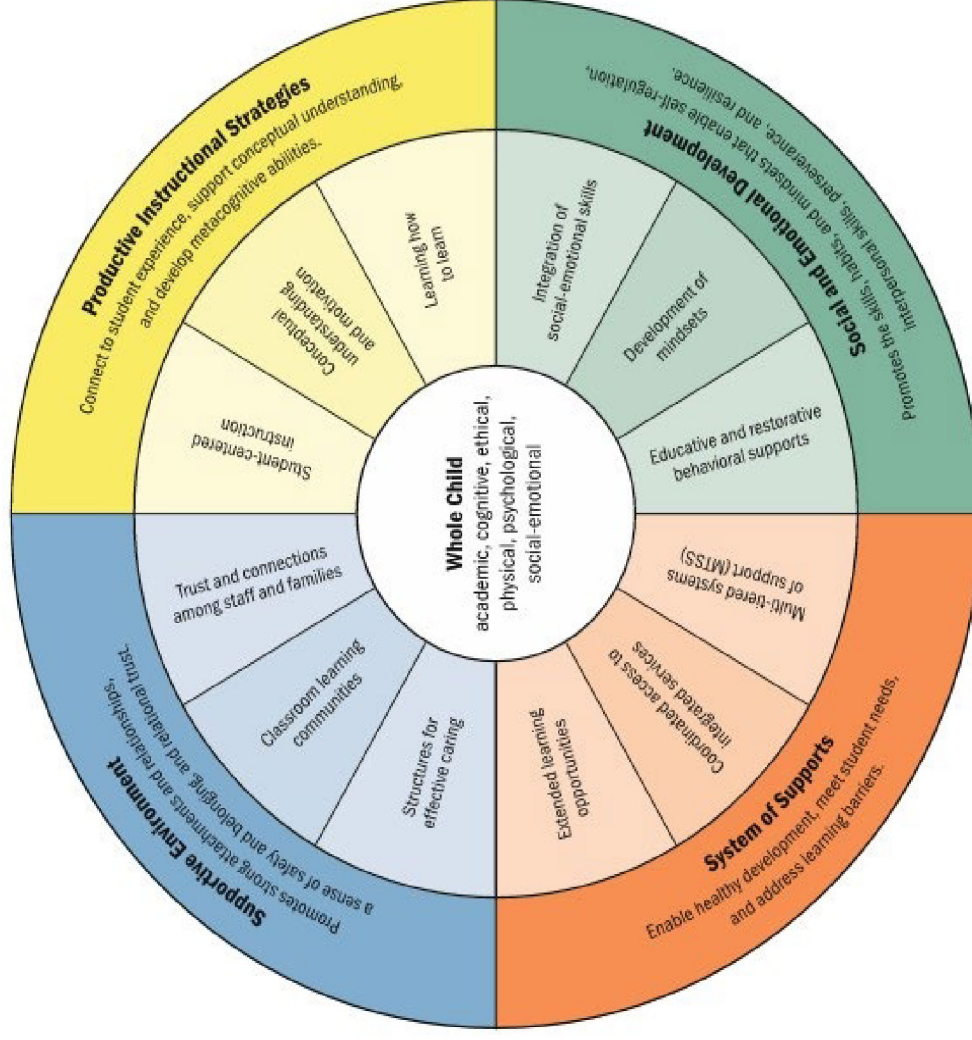 Whole Child
academic, cognitive, ethical,
physical, psychological,
social-emotional
Supportive Environment
Promotes strong attachments and relationships,
a sense of safety and belonging, and relational trust.
Structures for
effective caring
Classroom learning
communities
Trust and connections
among staff and families
Productive Instructional Strategies
Connect to student experience, support conceptual understanding,
and develop metacognitive abilities.
Student-centered
instruction
Conceptual
understanding
and motivation
Learning how
to learn
Social and Emotional Development
Promotes the skills, habits, and mindsets that enable self-regulation,
interpersonal skills, perseverance, and resilience.
Integration of
social-emotional skills
Development of
mindsets
Educative and restorative
behavioral supports
System of Supports
Enable healthy development, meet student needs,
and address learning barriers.
Multi-tiered systems
of support (MTSS)
Coordinated access to
integrated services
Extended learning
opportunities